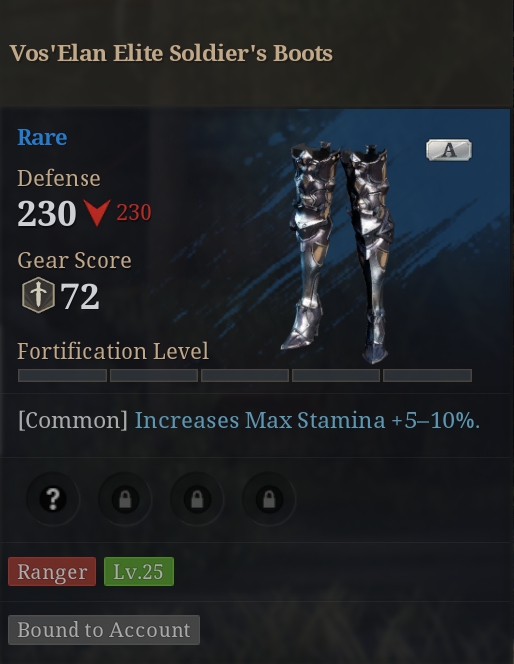 Vos'Elan Elite Soldier's Boots
Rare
A
Defense
230 230
Gear Score
72
Fortification Level
[Common] Increases Max Stamina +5–10%.
?
Ranger Lv.25
Bound to Account